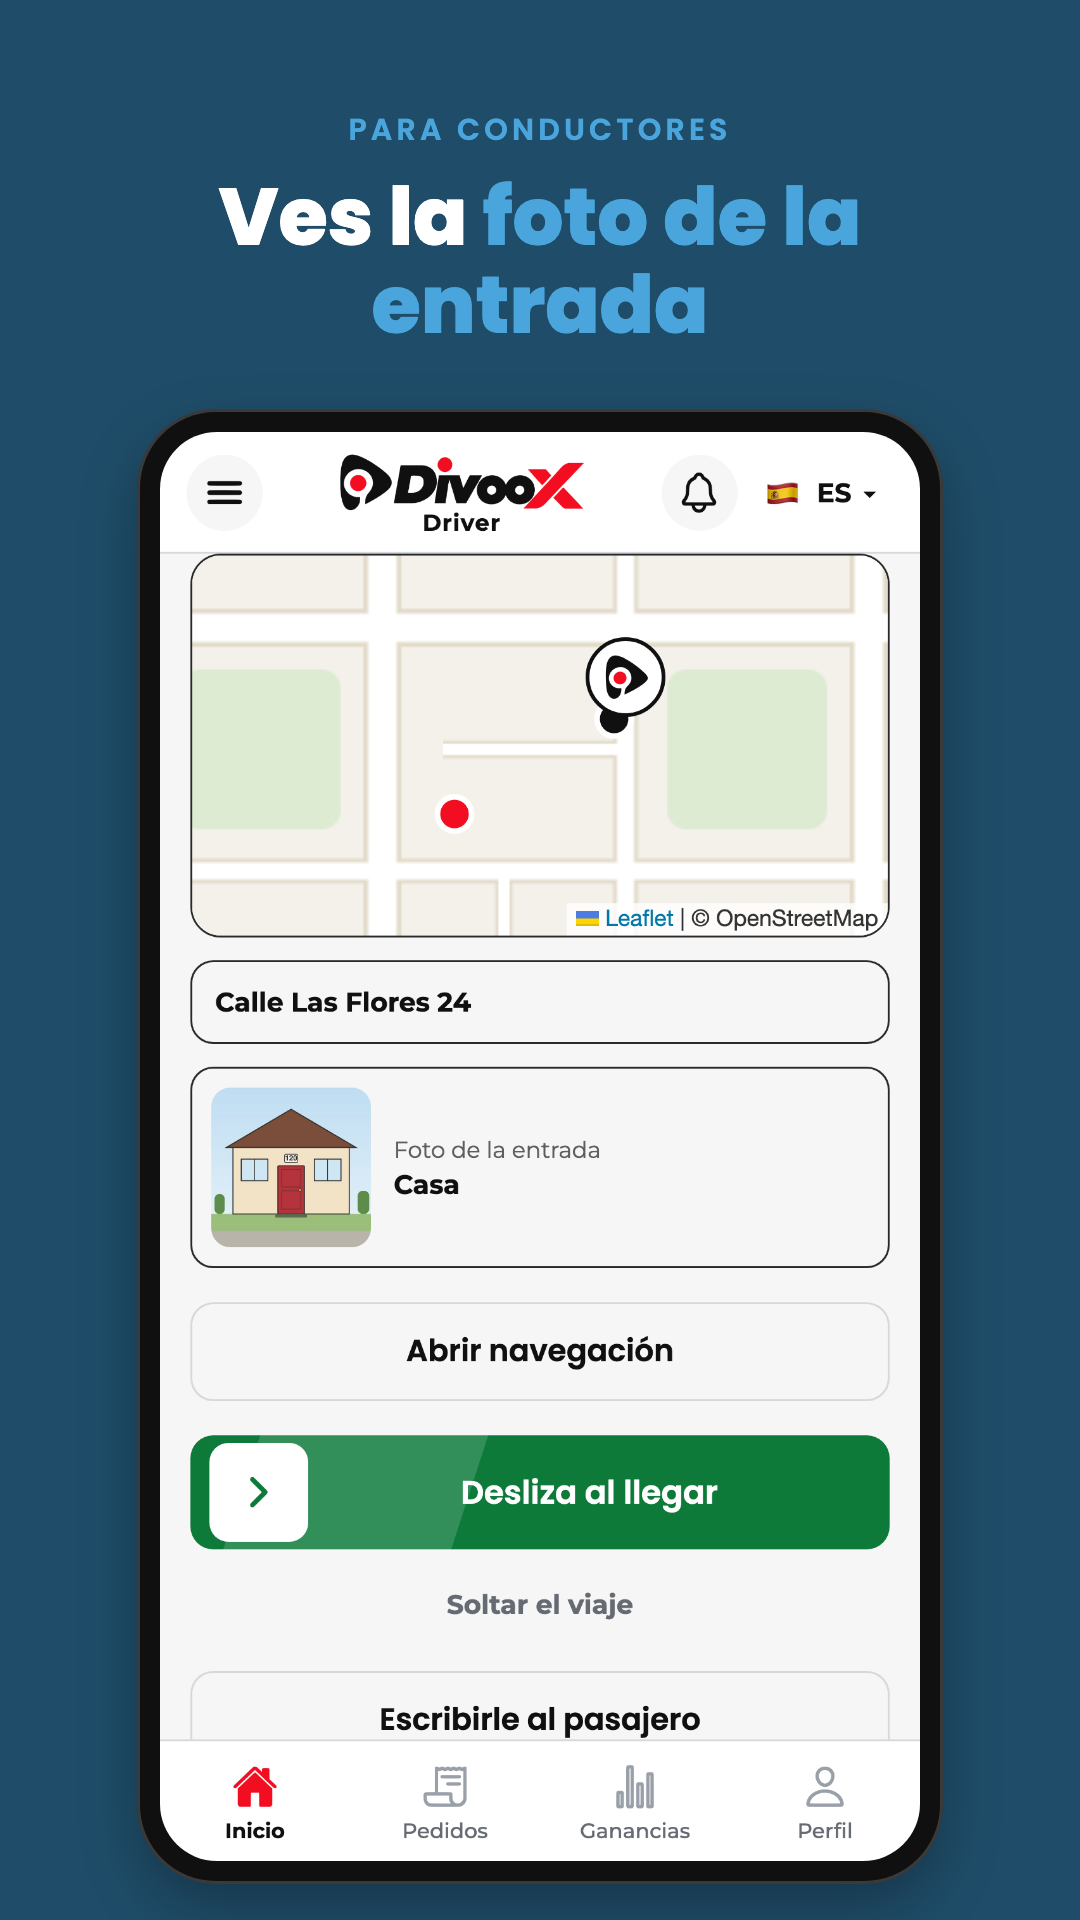 PARA CONDUCTORES
Ves la foto de la
entrada
DivooX
Driver
ES
Leaflet | © OpenStreetMap
Calle Las Flores 24
120
Foto de la entrada
Casa
Abrir navegación
Desliza al llegar
Soltar el viaje
Escribirle al pasajero
Inicio
Pedidos
Ganancias
Perfil